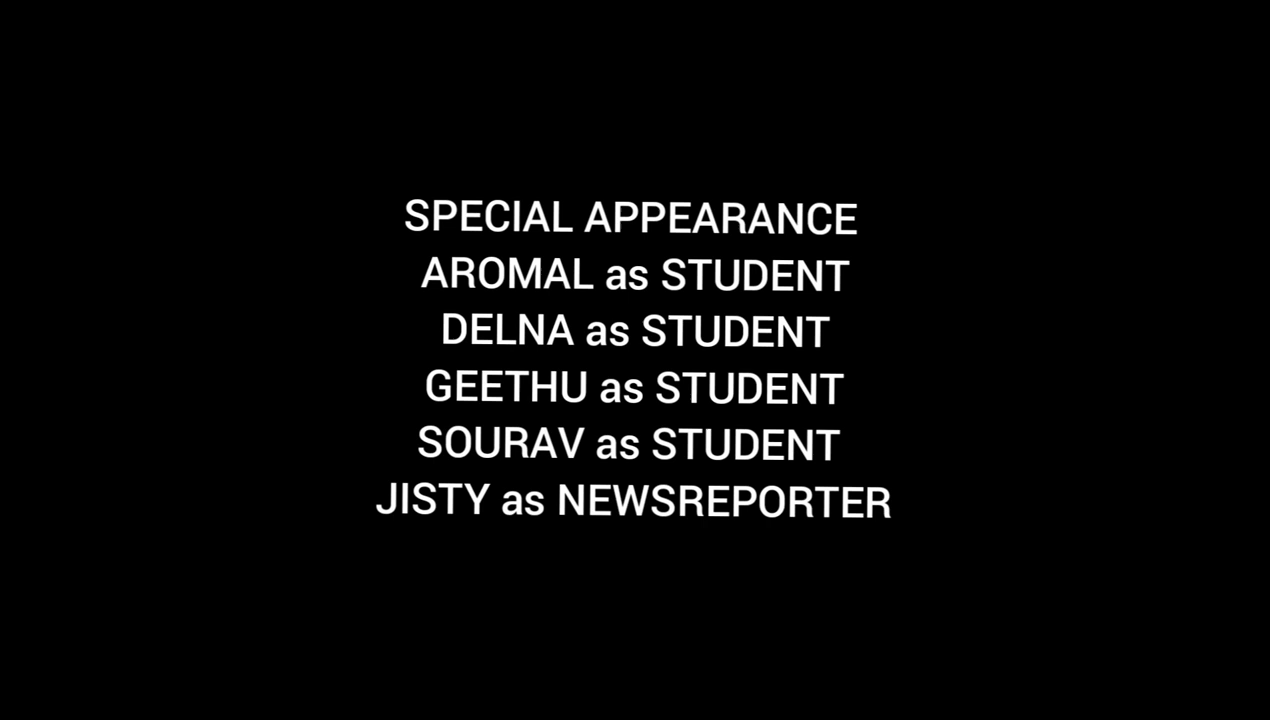 SPECIAL APPEARANCE
AROMAL as STUDENT
DELNA as STUDENT
GEETHU as STUDENT
SOURAV as STUDENT
JISTY as NEWSREPORTER